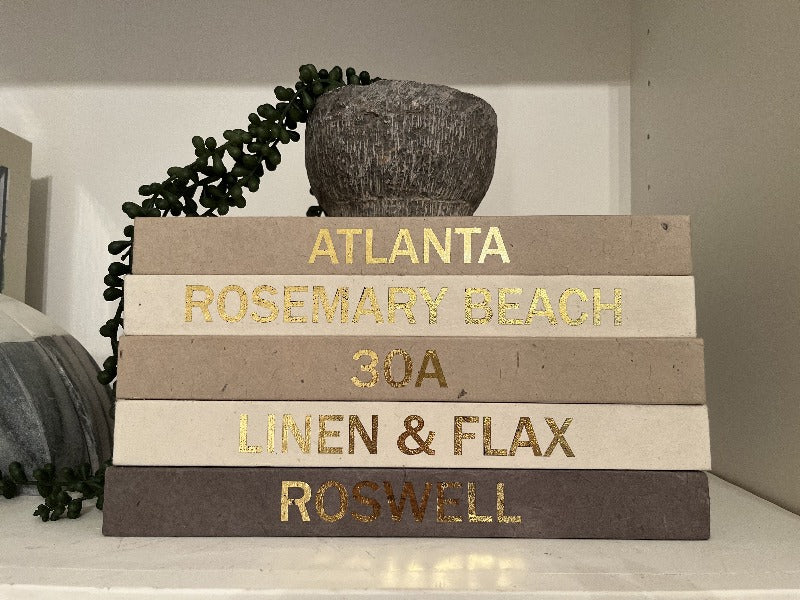 ATLANTA
ROSEMARY BEACH
30A
LINEN & FLAX
ROSWELL